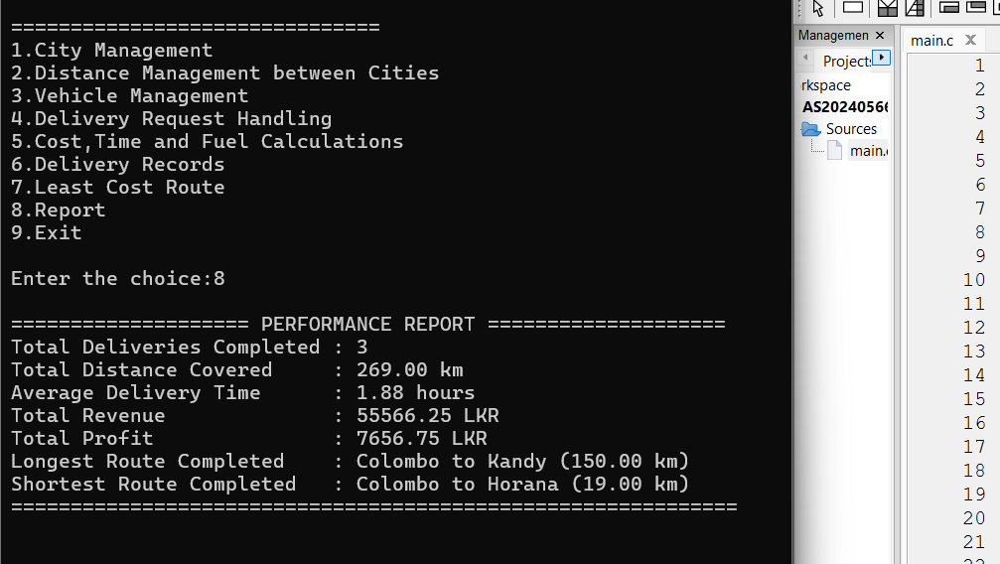 ===============================
1.City Management
2.Distance Management between Cities
3.Vehicle Management
4.Delivery Request Handling
5.Cost,Time and Fuel Calculations
6.Delivery Records
7.Least Cost Route
8.Report
9.Exit
Enter the choice:8
==================== PERFORMANCE REPORT ====================
Total Deliveries Completed : 3
Total Distance Covered     : 269.00 km
Average Delivery Time      : 1.88 hours
Total Revenue              : 55566.25 LKR
Total Profit               : 7656.75 LKR
Longest Route Completed    : Colombo to Kandy (150.00 km)
Shortest Route Completed   : Colombo to Horana (19.00 km)
=============================================================
Managemen
Projects
rkspace
AS2024056
Sources
main.
main.c
1
2
3
4
5
6
7
8
9
10
11
12
13
14
15
16
17
18
19
20
21